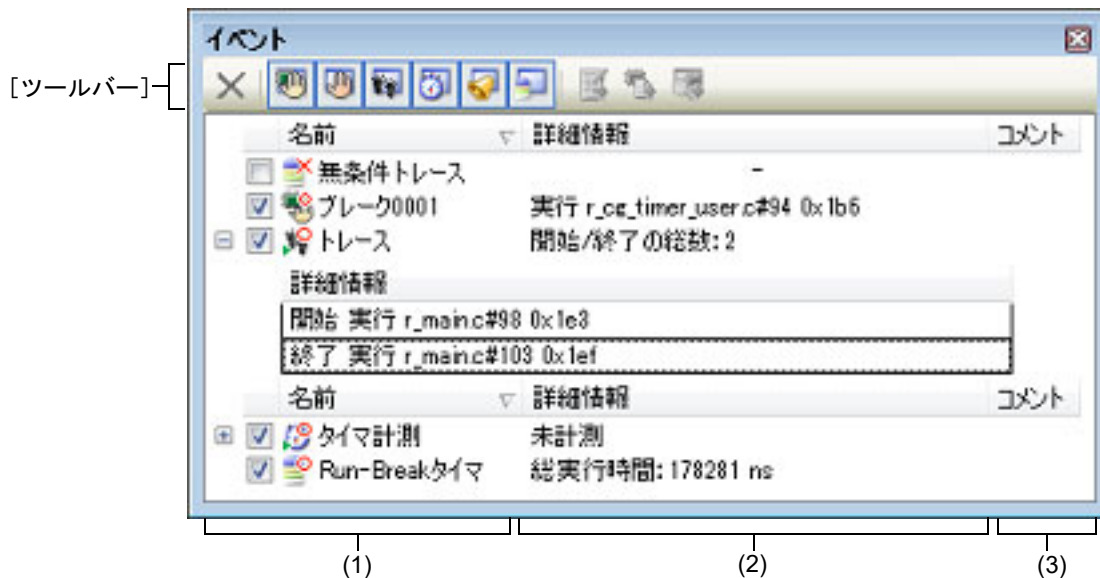 イベント
[ツールバー]
名前 詳細情報 コメント
無条件トレース -
ブレーク0001 実行 r_cg_timer_user.c#94 0x1b6
トレース 開始/終了の総数: 2
詳細情報
開始 実行 r_main.c#98 0x1e3
終了 実行 r_main.c#103 0x1ef
名前 詳細情報 コメント
タイマ計測 未計測
Run-Breakタイマ 総実行時間: 178281 ns
(1) (2) (3)